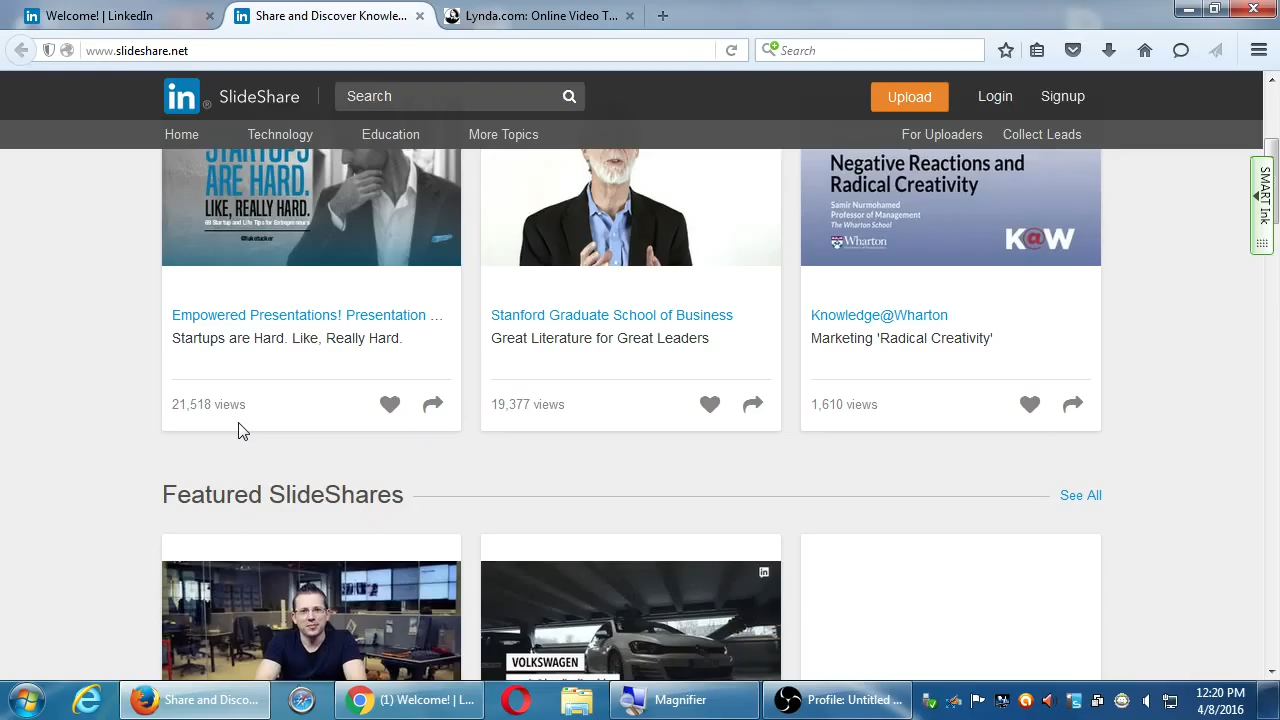 Welcome! | LinkedIn
Share and Discover Knowle...
Lynda.com: Online Video T...
www.slideshare.net
Search
in SlideShare
Search
Upload
Login
Signup
Home
Technology
Education
More Topics
For Uploaders
Collect Leads
STARTUPS
ARE HARD.
LIKE, REALLY HARD.
Negative Reactions and
Radical Creativity
Samir Nurmohamed
Professor of Management
The Wharton School
Wharton
K@W
SMART Ink
Empowered Presentations! Presentation ...
Startups are Hard. Like, Really Hard.
21,518 views
Stanford Graduate School of Business
Great Literature for Great Leaders
19,377 views
Knowledge@Wharton
Marketing 'Radical Creativity'
1,610 views
Featured SlideShares
See All
in
VOLKSWAGEN
Share and Disco...
(1) Welcome! | L...
Magnifier
Profile: Untitled ...
12:20 PM
4/8/2016